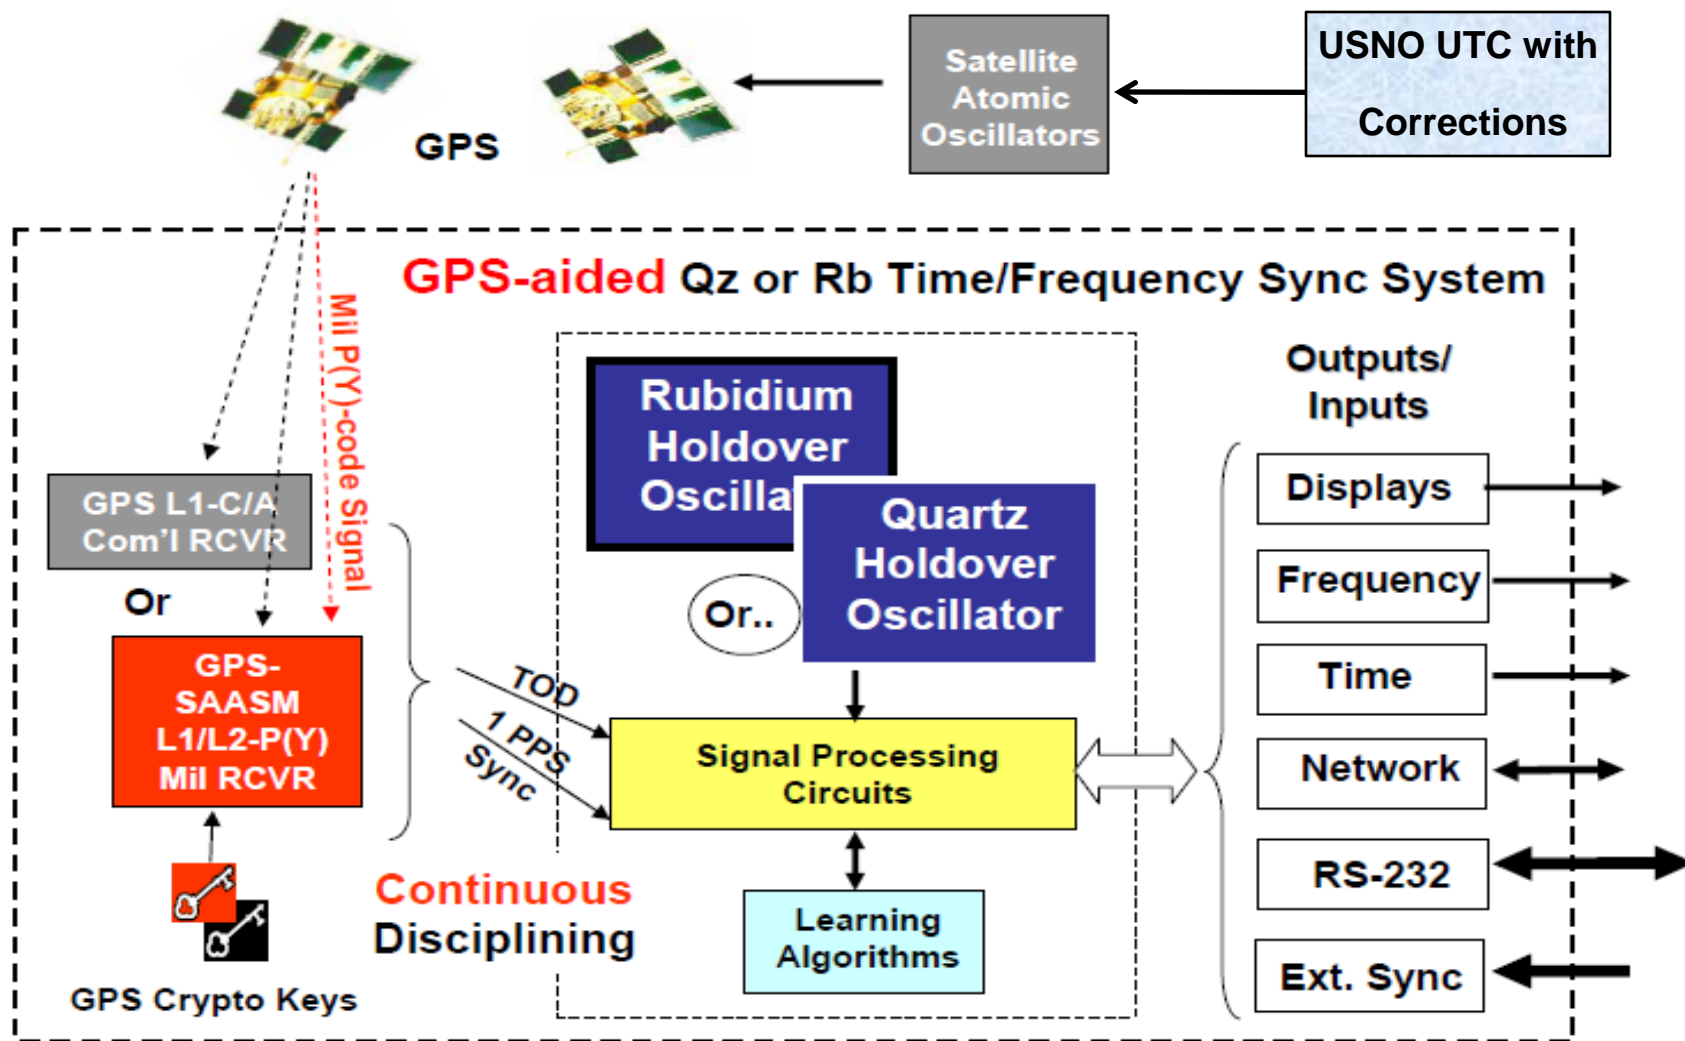 USNO UTC with
Corrections
Satellite
Atomic
Oscillators
GPS
GPS-aided Qz or Rb Time/Frequency Sync System
Mil P(Y)-code Signal
GPS L1-C/A
Com'l RCVR
Or
GPS-
SAASM
L1/L2-P(Y)
Mil RCVR
GPS Crypto Keys
Continuous
Disciplining
TOD
1 PPS
Sync
Rubidium
Holdover
Oscillat
Or..
Quartz
Holdover
Oscillator
Signal Processing
Circuits
Learning
Algorithms
Outputs/
Inputs
Displays
Frequency
Time
Network
RS-232
Ext. Sync